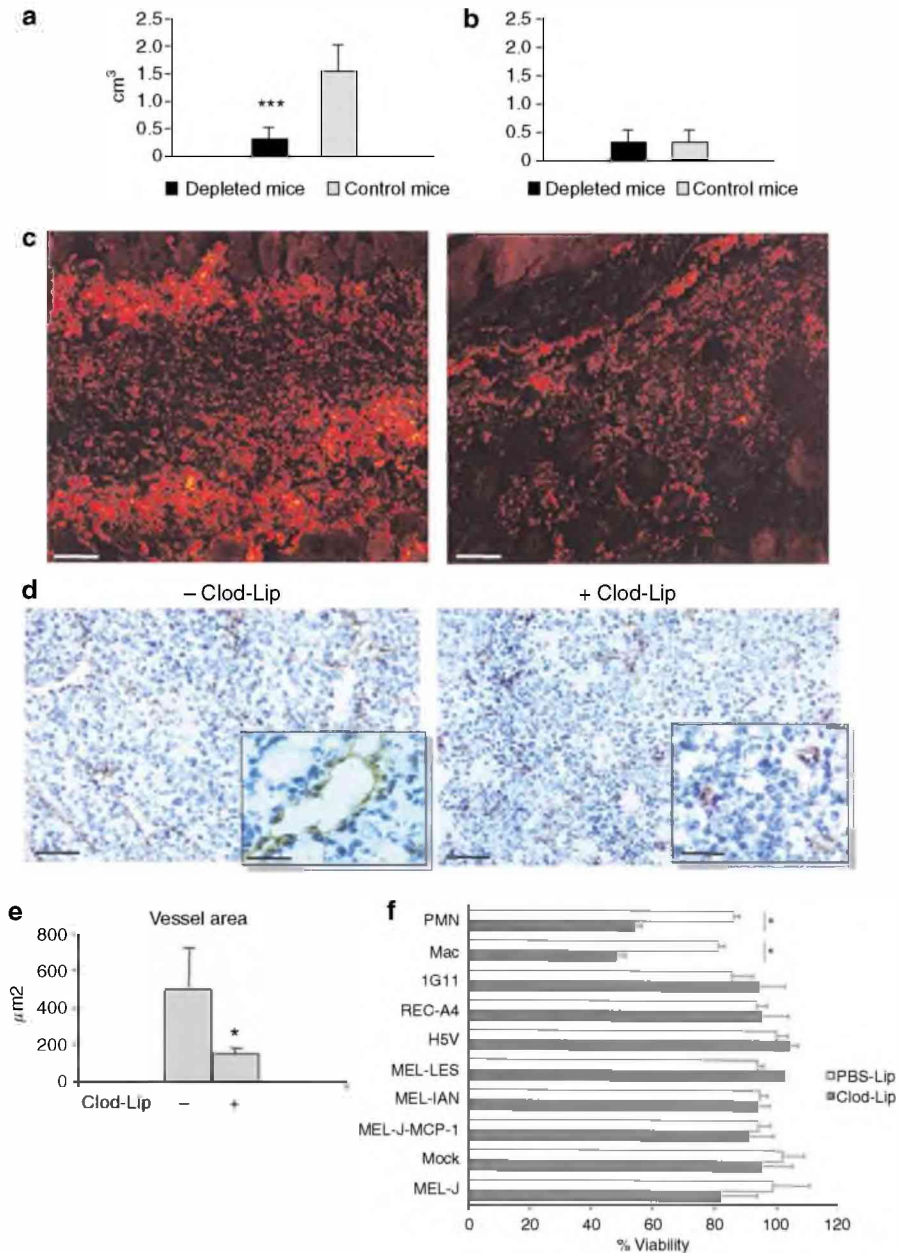 a
2.5
2.0
1.5
1.0
0.5
0
cm³
***
Depleted mice Control mice
b
2.5
2.0
1.5
1.0
0.5
0
Depleted mice Control mice
c
d
– Clod-Lip
+ Clod-Lip
e
Vessel area
800
600
400
200
0
μm2
*
Clod-Lip – +
f
PMN
*
Mac
*
1G11
REC-A4
H5V
MEL-LES
MEL-IAN
MEL-J-MCP-1
Mock
MEL-J
PBS-Lip
Clod-Lip
0 20 40 60 80 100 120
% Viability